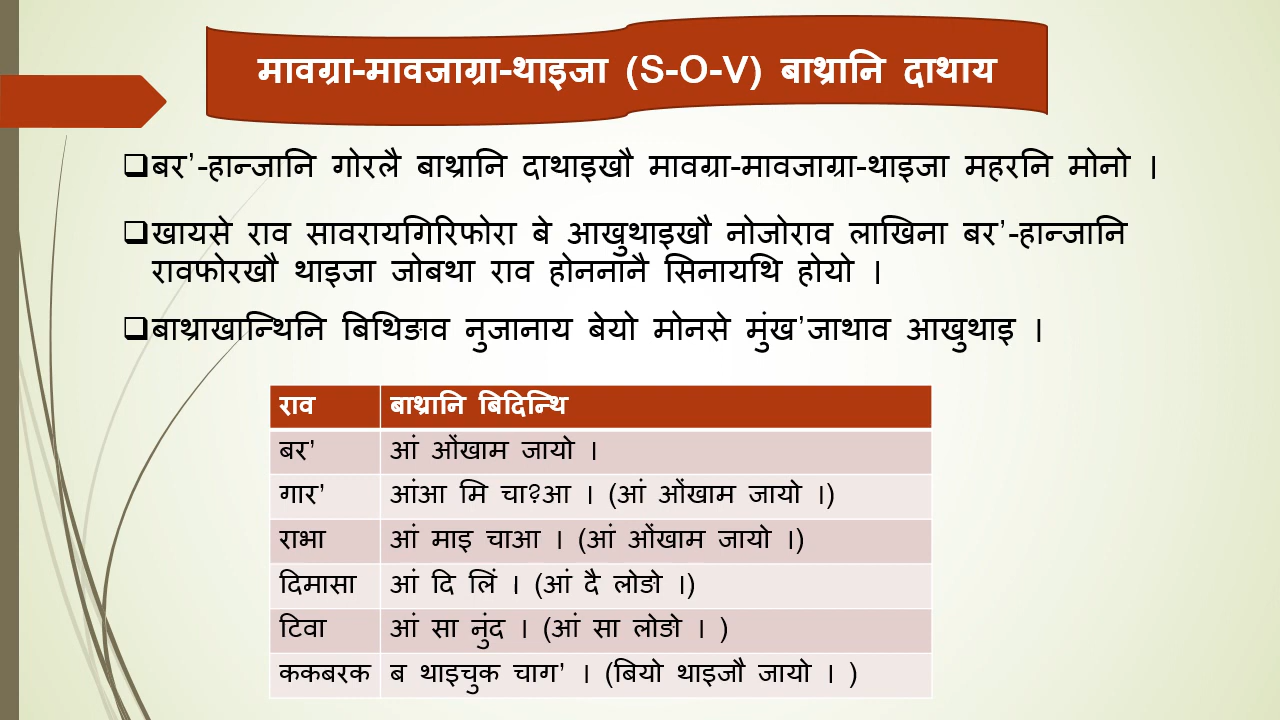 मावग्रा-मावजाग्रा-थाइजा (S-O-V) बाथ्रानि दाथाय
❑बर’-हान्जानि गोरलै बाथ्रानि दाथाइखौ मावग्रा-मावजाग्रा-थाइजा महरनि मोनो ।
❑खायसे राव सावरायगिरिफोरा बे आखुथाइखौ नोजोराव लाखिना बर’-हान्जानि
रावफोरखौ थाइजा जोबथा राव होननानै सिनायथि होयो ।
❑बाथ्राखान्थिनि बिथिङाव नुजानाय बेयो मोनसे मुंख’जाथाव आखुथाइ ।
राव बाथ्रानि बिदिन्थि
बर’ आं ओंखाम जायो ।
गार’ आंआ मि चा?आ । (आं ओंखाम जायो ।)
राभा आं माइ चाआ । (आं ओंखाम जायो ।)
दिमासा आं दि लिं । (आं दै लोङो ।)
टिवा आं सा नुंद । (आं सा लोङो । )
ककबरक ब थाइचुक चाग’ । (बियो थाइजौ जायो । )